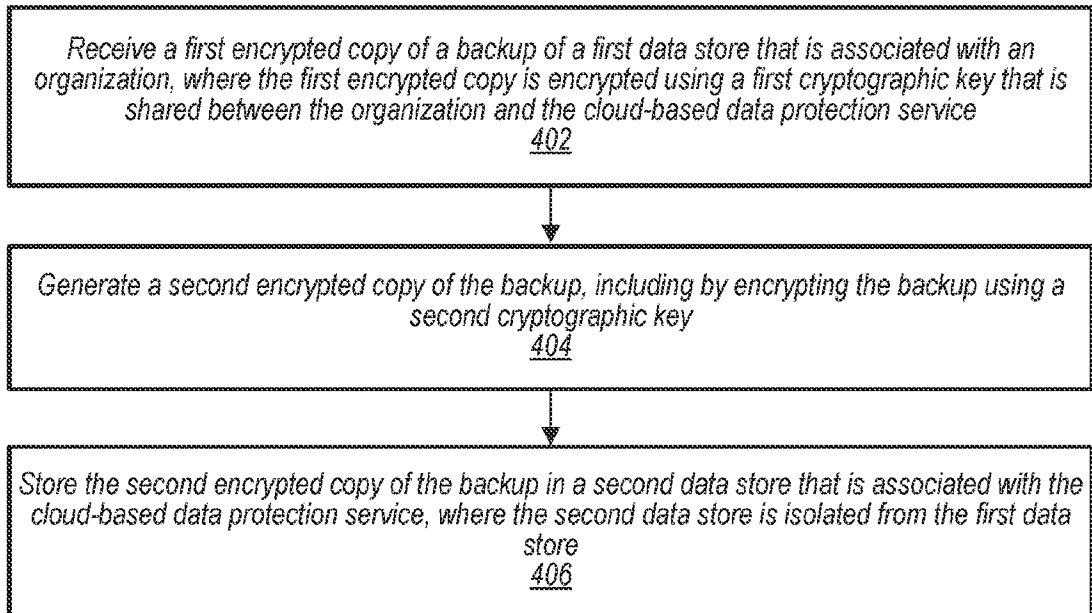 Receive a first encrypted copy of a backup of a first data store that is associated with an
organization, where the first encrypted copy is encrypted using a first cryptographic key that is
shared between the organization and the cloud-based data protection service
402
Generate a second encrypted copy of the backup, including by encrypting the backup using a
second cryptographic key
404
Store the second encrypted copy of the backup in a second data store that is associated with the
cloud-based data protection service, where the second data store is isolated from the first data
store
406